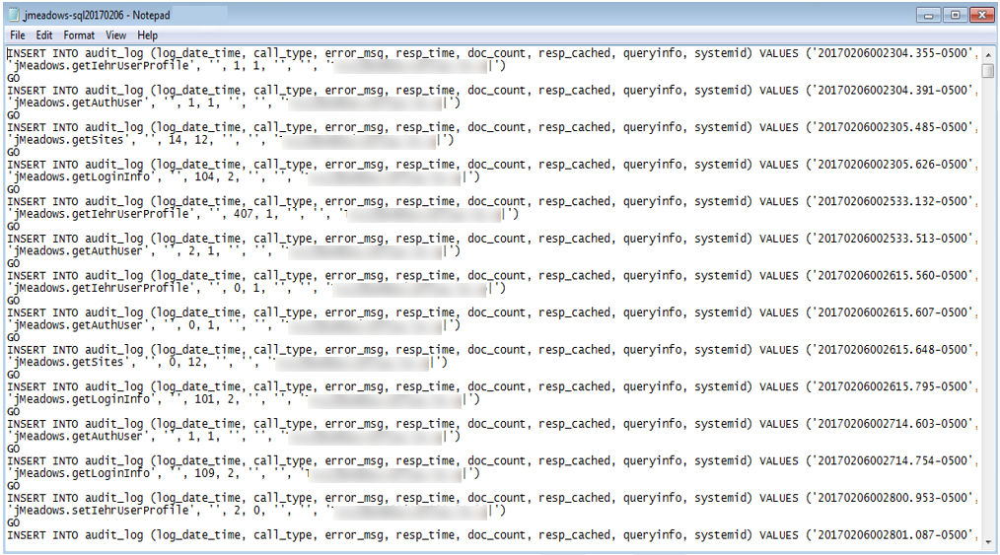 jmeadows-sql20170206 - Notepad
File Edit Format View Help
INSERT INTO audit_log (log_date_time, call_type, error_msg, resp_time, doc_count, resp_cached, queryinfo, systemid) VALUES ('20170206002304.355-0500',
'jMeadows.getIehrUserProfile', '', 1, 1, '', '', ' |')
GO
INSERT INTO audit_log (log_date_time, call_type, error_msg, resp_time, doc_count, resp_cached, queryinfo, systemid) VALUES ('20170206002304.391-0500',
'jMeadows.getAuthUser', '', 1, 1, '', '', ' |')
GO
INSERT INTO audit_log (log_date_time, call_type, error_msg, resp_time, doc_count, resp_cached, queryinfo, systemid) VALUES ('20170206002305.485-0500',
'jMeadows.getSites', '', 14, 12, '', '', ' |')
GO
INSERT INTO audit_log (log_date_time, call_type, error_msg, resp_time, doc_count, resp_cached, queryinfo, systemid) VALUES ('20170206002305.626-0500',
'jMeadows.getLoginInfo', '', 104, 2, '', '', ' |')
GO
INSERT INTO audit_log (log_date_time, call_type, error_msg, resp_time, doc_count, resp_cached, queryinfo, systemid) VALUES ('20170206002533.132-0500',
'jMeadows.getIehrUserProfile', '', 407, 1, '', '', ' |')
GO
INSERT INTO audit_log (log_date_time, call_type, error_msg, resp_time, doc_count, resp_cached, queryinfo, systemid) VALUES ('20170206002533.513-0500',
'jMeadows.getAuthUser', '', 2, 1, '', '', ' |')
GO
INSERT INTO audit_log (log_date_time, call_type, error_msg, resp_time, doc_count, resp_cached, queryinfo, systemid) VALUES ('20170206002615.560-0500',
'jMeadows.getIehrUserProfile', '', 0, 1, '', '', ' |')
GO
INSERT INTO audit_log (log_date_time, call_type, error_msg, resp_time, doc_count, resp_cached, queryinfo, systemid) VALUES ('20170206002615.607-0500',
'jMeadows.getAuthUser', '', 0, 1, '', '', ' |')
GO
INSERT INTO audit_log (log_date_time, call_type, error_msg, resp_time, doc_count, resp_cached, queryinfo, systemid) VALUES ('20170206002615.648-0500',
'jMeadows.getSites', '', 0, 12, '', '', ' |')
GO
INSERT INTO audit_log (log_date_time, call_type, error_msg, resp_time, doc_count, resp_cached, queryinfo, systemid) VALUES ('20170206002615.795-0500',
'jMeadows.getLoginInfo', '', 101, 2, '', '', ' |')
GO
INSERT INTO audit_log (log_date_time, call_type, error_msg, resp_time, doc_count, resp_cached, queryinfo, systemid) VALUES ('20170206002714.603-0500',
'jMeadows.getAuthUser', '', 1, 1, '', '', ' |')
GO
INSERT INTO audit_log (log_date_time, call_type, error_msg, resp_time, doc_count, resp_cached, queryinfo, systemid) VALUES ('20170206002714.754-0500',
'jMeadows.getLoginInfo', '', 109, 2, '', '', ' |')
GO
INSERT INTO audit_log (log_date_time, call_type, error_msg, resp_time, doc_count, resp_cached, queryinfo, systemid) VALUES ('20170206002800.953-0500',
'jMeadows.setIehrUserProfile', '', 2, 0, '', '', ' |')
GO
INSERT INTO audit_log (log_date_time, call_type, error_msg, resp_time, doc_count, resp_cached, queryinfo, systemid) VALUES ('20170206002801.087-0500',